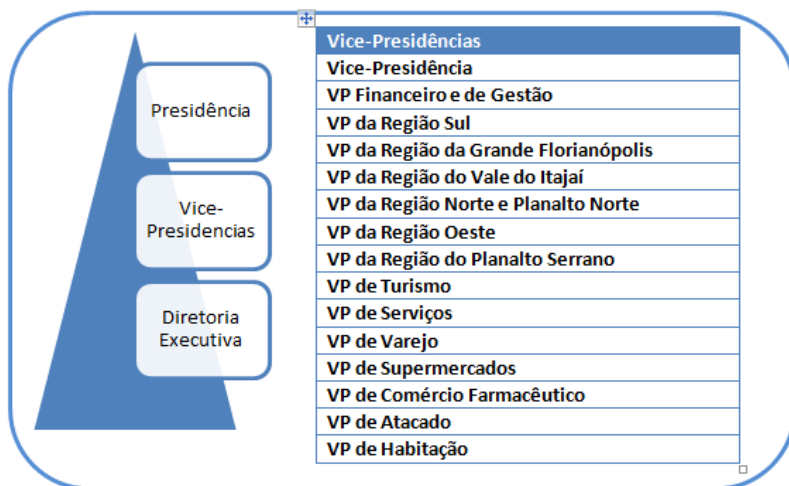 Presidência
Vice-
Presidencias
Diretoria
Executiva
Vice-Presidências
Vice-Presidência
VP Financeiro e de Gestão
VP da Região Sul
VP da Região da Grande Florianópolis
VP da Região do Vale do Itajaí
VP da Região Norte e Planalto Norte
VP da Região Oeste
VP da Região do Planalto Serrano
VP de Turismo
VP de Serviços
VP de Varejo
VP de Supermercados
VP de Comércio Farmacêutico
VP de Atacado
VP de Habitação